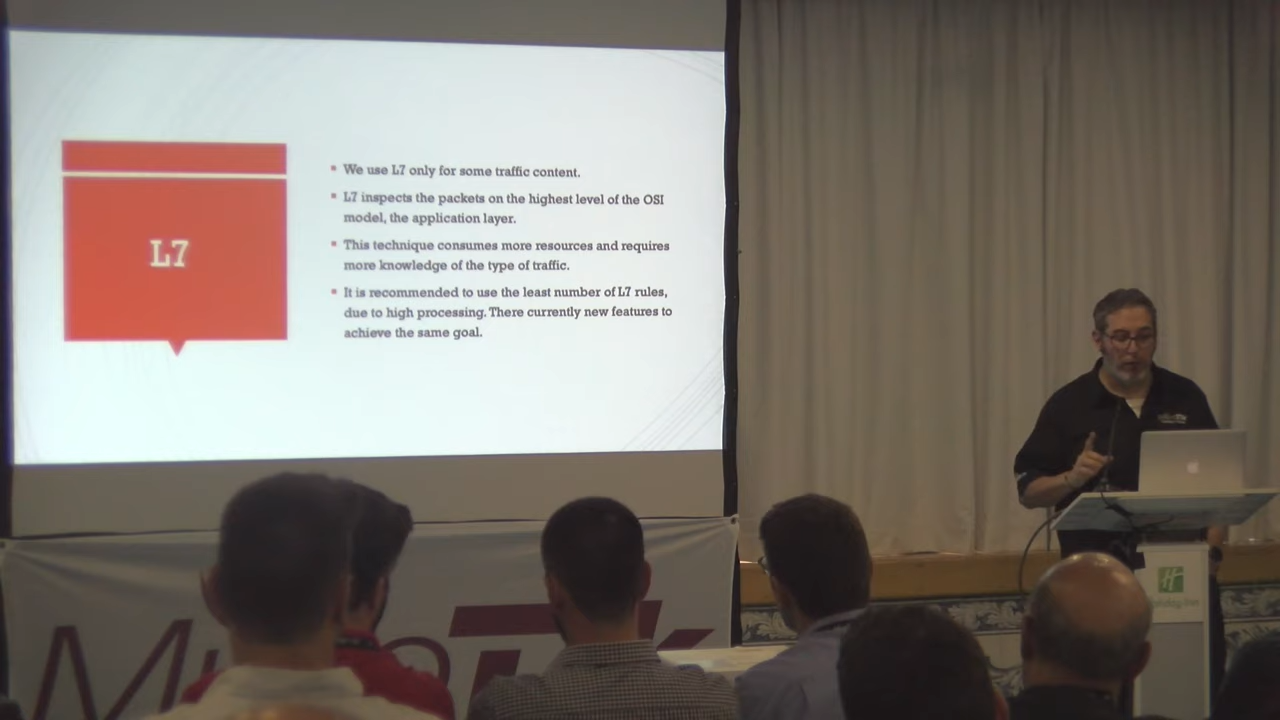 L7
We use L7 only for some traffic content.
L7 inspects the packets on the highest level of the OSI
model, the application layer.
This technique consumes more resources and requires
more knowledge of the type of traffic.
It is recommended to use the least number of L7 rules,
due to high processing. There currently new features to
achieve the same goal.
Holiday Inn